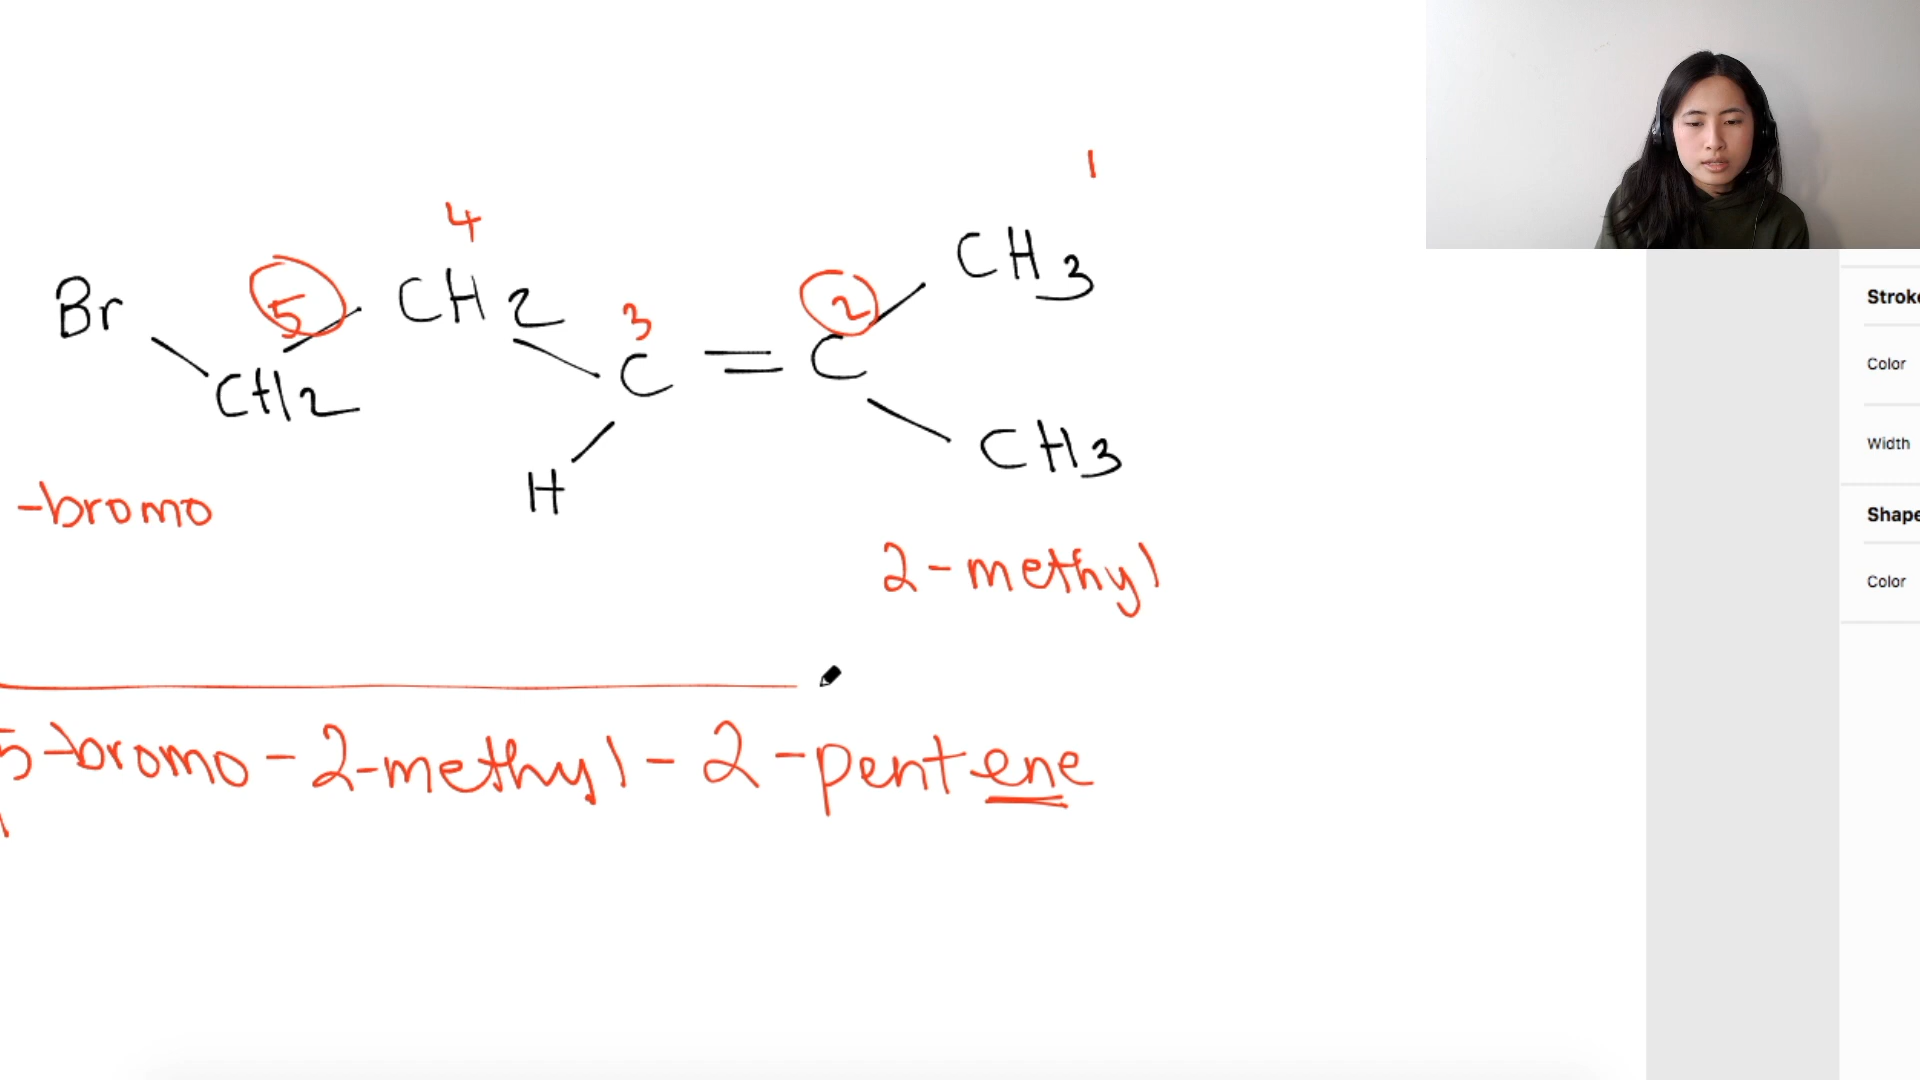 1
4
CH3
Br 5 CH2 3 2
C = C
CH2
CH3
H
-bromo
2-methyl
5-bromo-2-methyl-2-pentene
Stroke
Color
Width
Shape
Color